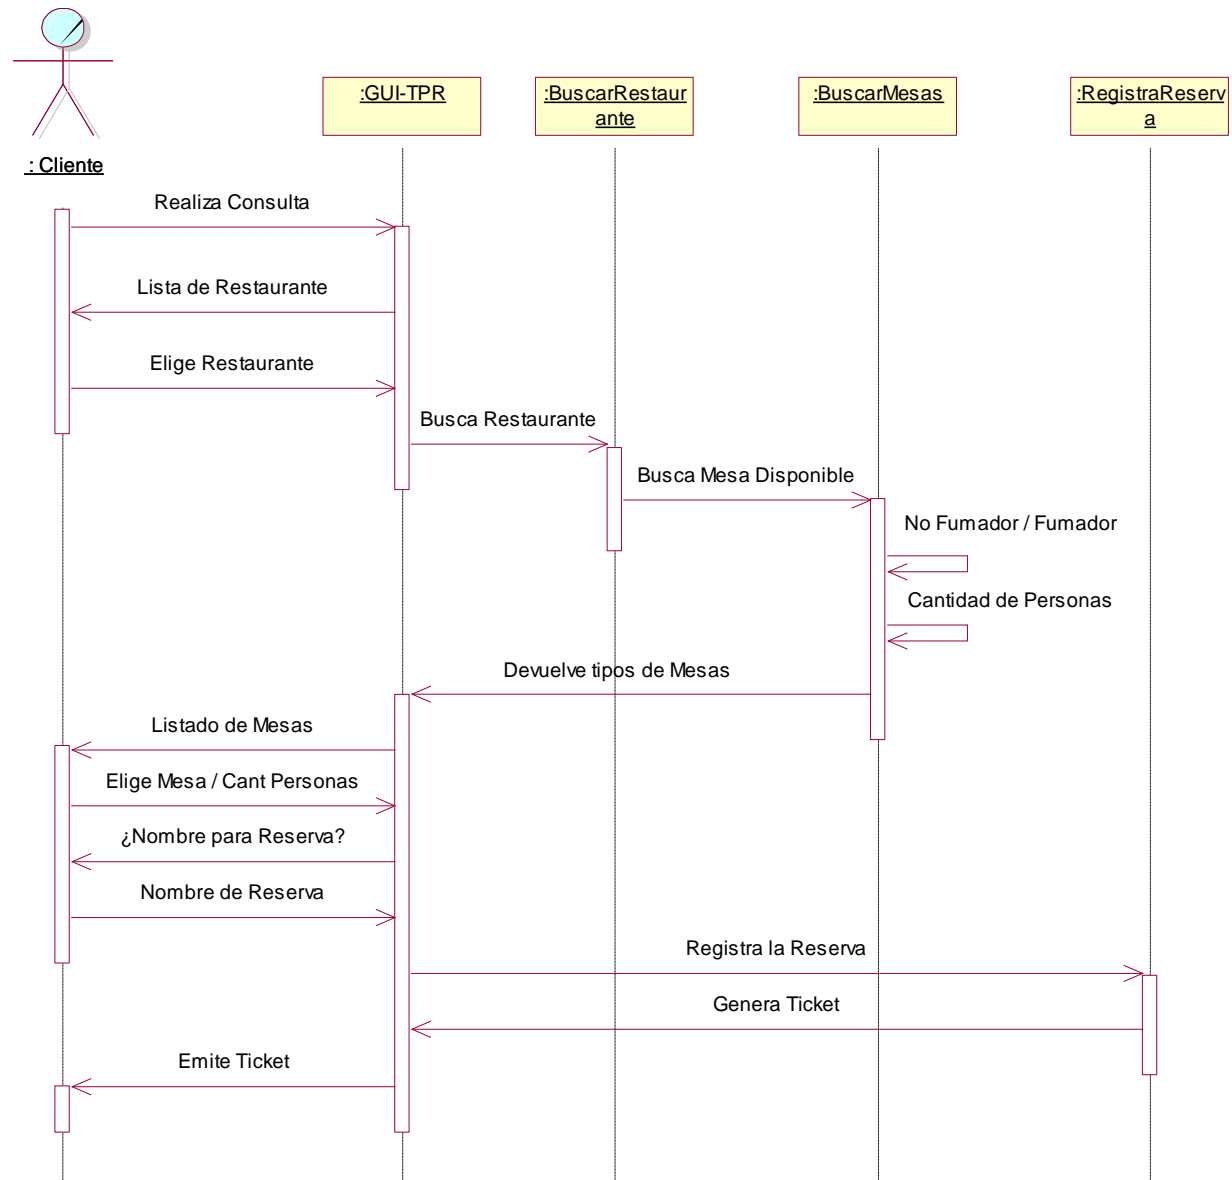 :GUI-TPR
:BuscarRestaur
ante
:BuscarMesas
:RegistraReserv
a
: Cliente
Realiza Consulta
Lista de Restaurante
Elige Restaurante
Busca Restaurante
Busca Mesa Disponible
No Fumador / Fumador
Cantidad de Personas
Devuelve tipos de Mesas
Listado de Mesas
Elige Mesa / Cant Personas
¿Nombre para Reserva?
Nombre de Reserva
Registra la Reserva
Genera Ticket
Emite Ticket